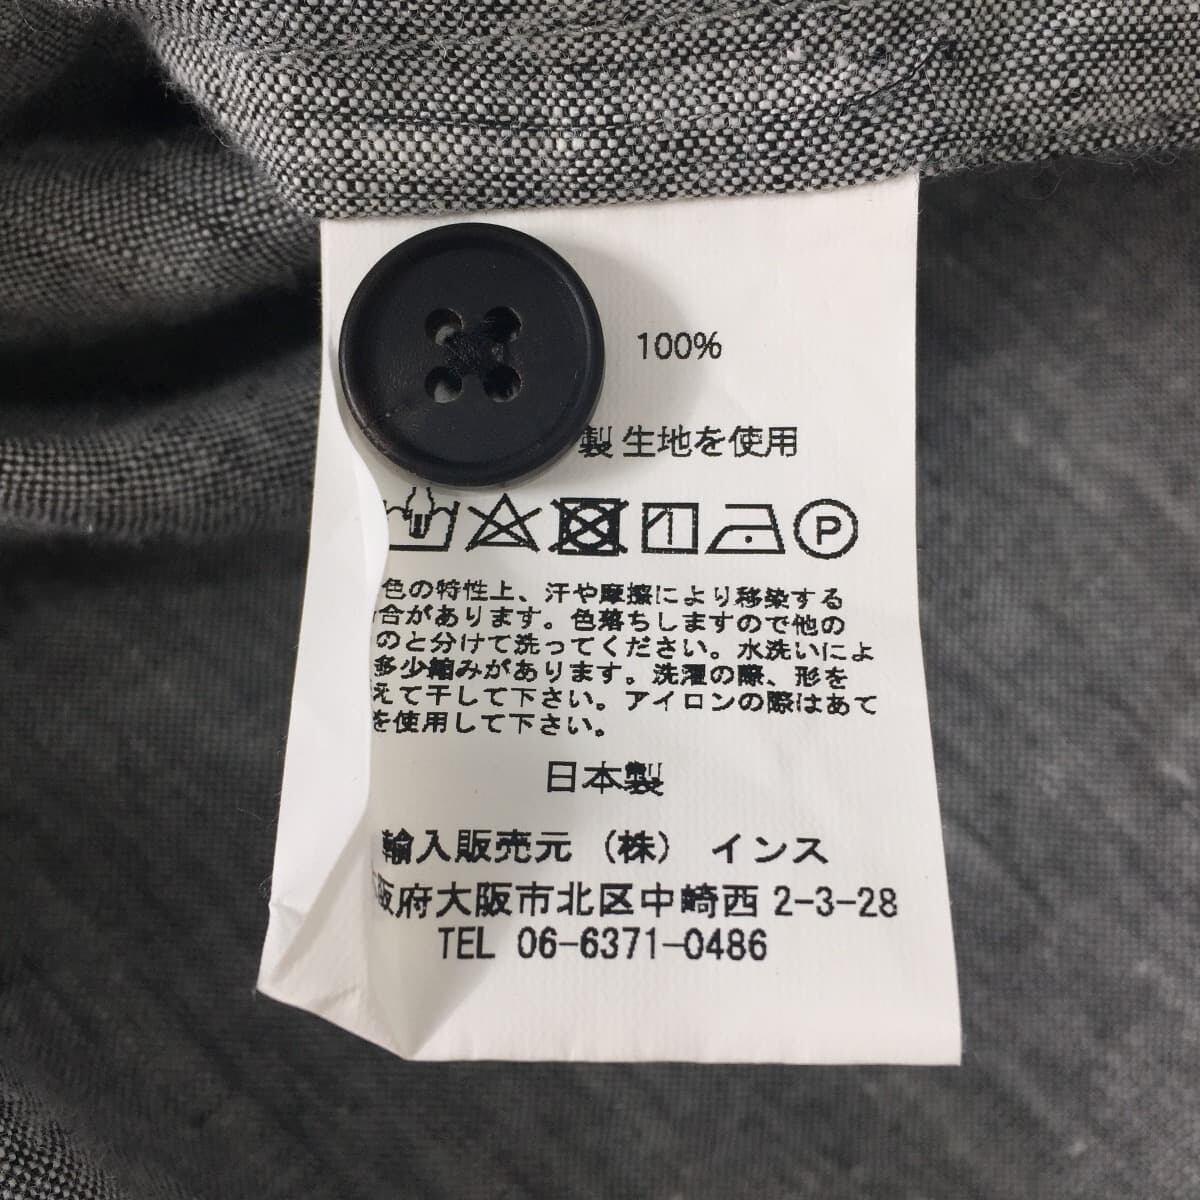 100%
製 生地を使用
P
色の特性上、汗や摩擦により移染する
合があります。色落ちしますので他の
のと分けて洗ってください。水洗いによ
多少縮みがあります。洗濯の際、形を
えて干して下さい。アイロンの際はあて
を使用して下さい。
日本製
輸入販売元 (株) インス
阪府大阪市北区中崎西 2-3-28
TEL 06-6371-0486